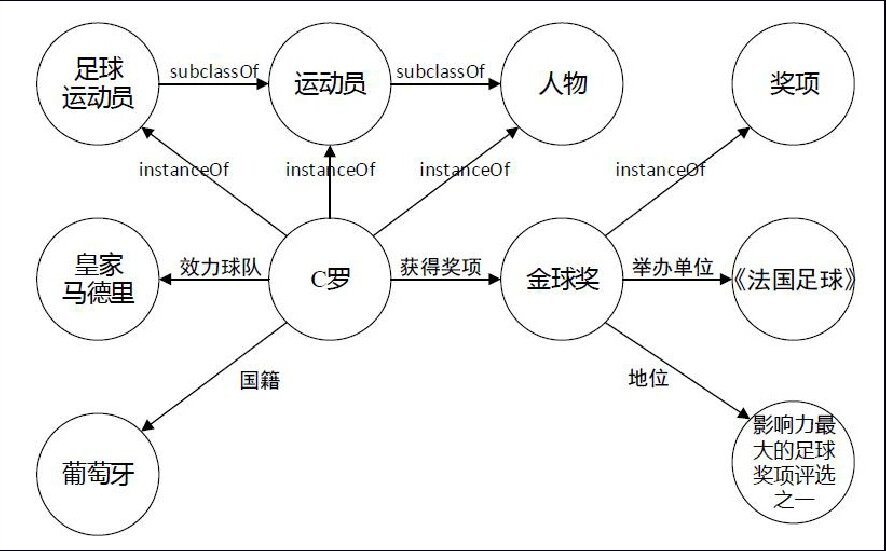 足球
运动员
subclassOf
运动员
subclassOf
人物
奖项
instanceOf
instanceOf
instanceOf
instanceOf
皇家
马德里
效力球队
C罗
获得奖项
金球奖
举办单位
《法国足球》
国籍
地位
葡萄牙
影响力最
大的足球
奖项评选
之一